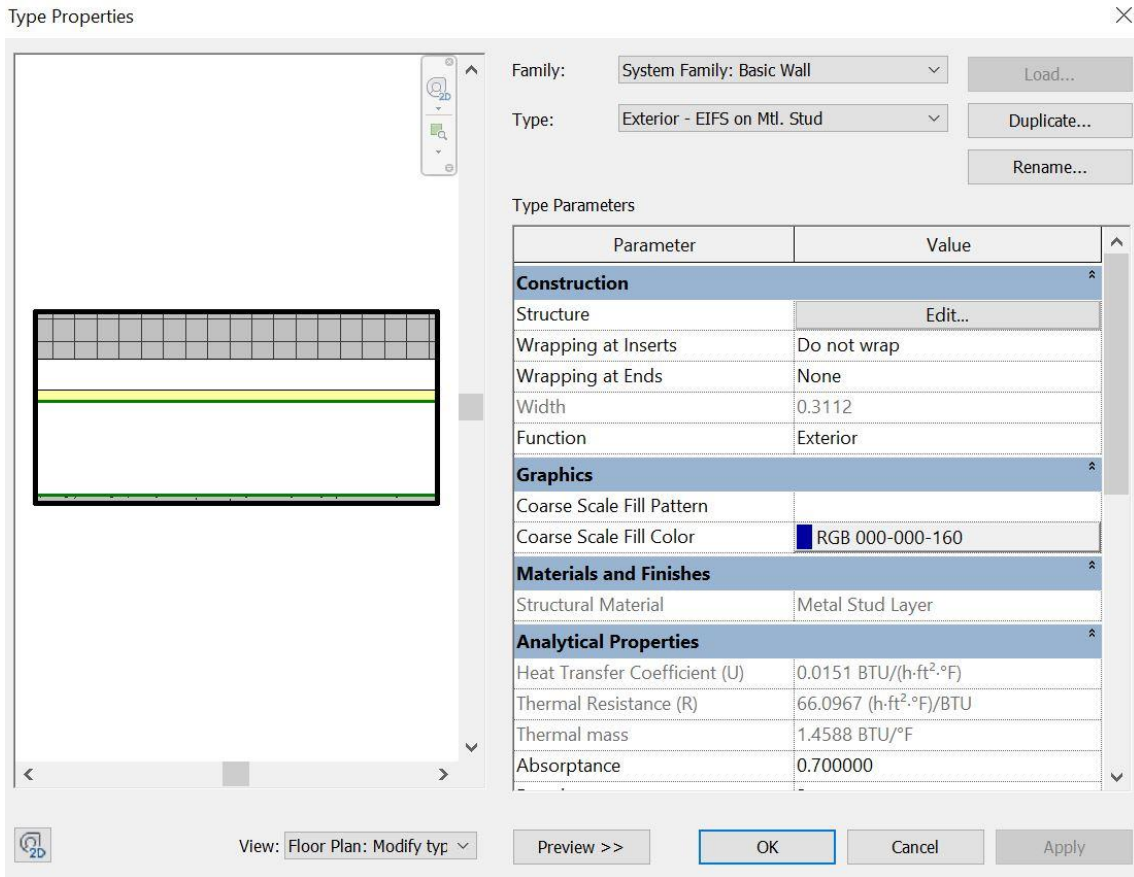 Type Properties
2D
Family: System Family: Basic Wall Load...
Type: Exterior - EIFS on Mtl. Stud Duplicate...
Rename...
Type Parameters
Parameter Value
Construction
Structure Edit...
Wrapping at Inserts Do not wrap
Wrapping at Ends None
Width 0.3112
Function Exterior
Graphics
Coarse Scale Fill Pattern
Coarse Scale Fill Color RGB 000-000-160
Materials and Finishes
Structural Material Metal Stud Layer
Analytical Properties
Heat Transfer Coefficient (U) 0.0151 BTU/(h·ft²·°F)
Thermal Resistance (R) 66.0967 (h·ft²·°F)/BTU
Thermal mass 1.4588 BTU/°F
Absorptance 0.700000
2D View: Floor Plan: Modify typ Preview >> OK Cancel Apply